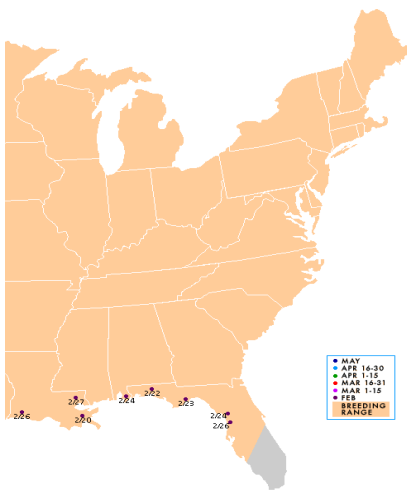 MAY
APR 16-30
APR 1-15
MAR 16-31
MAR 1-15
FEB
BREEDING
RANGE
2/22
2/27
2/24
2/23
2/26
2/20
2/24
2/26